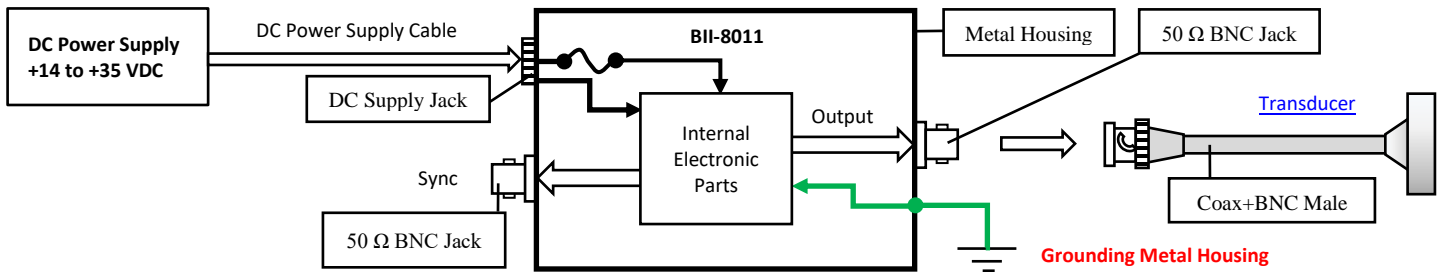 DC Power Supply
+14 to +35 VDC
DC Power Supply Cable
DC Supply Jack
BII-8011
Metal Housing
50 Ω BNC Jack
Transducer
Internal
Electronic
Parts
Output
Sync
50 Ω BNC Jack
Coax+BNC Male
Grounding Metal Housing